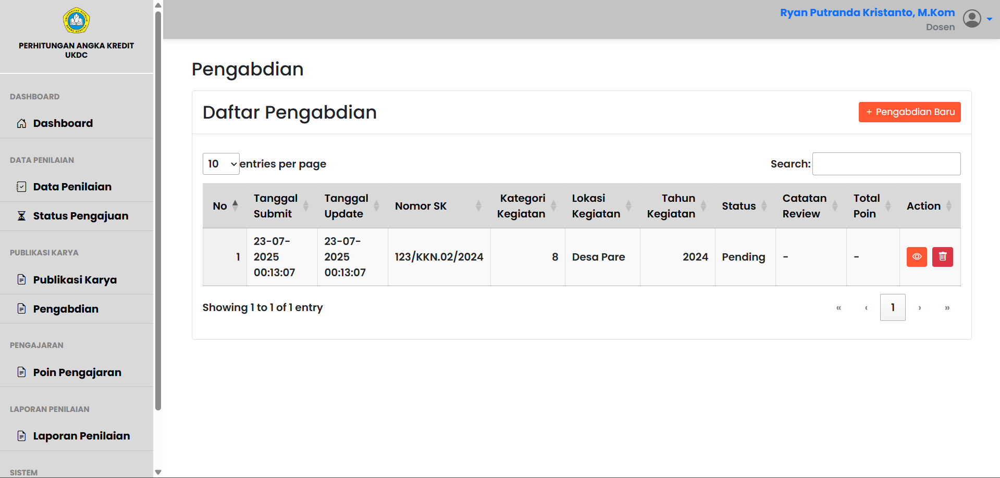 PERHITUNGAN ANGKA KREDIT
UKDC
DASHBOARD
Dashboard
DATA PENILAIAN
Data Penilaian
Status Pengajuan
PUBLIKASI KARYA
Publikasi Karya
Pengabdian
PENGAJARAN
Poin Pengajaran
LAPORAN PENILAIAN
Laporan Penilaian
SISTEM
Ryan Putranda Kristanto, M.Kom
Dosen
Pengabdian
Daftar Pengabdian
+ Pengabdian Baru
10 entries per page
Search:
No
Tanggal
Submit
Tanggal
Update
Nomor SK
Kategori
Kegiatan
Lokasi
Kegiatan
Tahun
Kegiatan
Status
Catatan
Review
Total
Poin
Action
1
23-07-
2025
00:13:07
23-07-
2025
00:13:07
123/KKN.02/2024
8
Desa Pare
2024
Pending
-
-
Showing 1 to 1 of 1 entry
« ‹ 1 › »